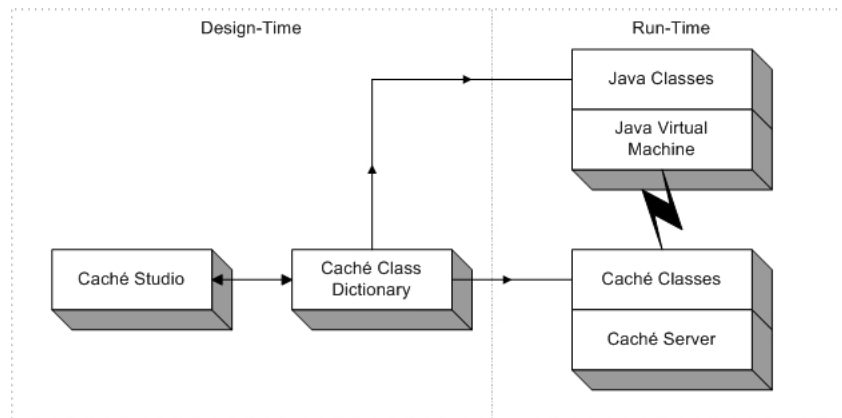 Design-Time
Run-Time
Java Classes
Java Virtual
Machine
Caché Studio
Caché Class
Dictionary
Caché Classes
Caché Server